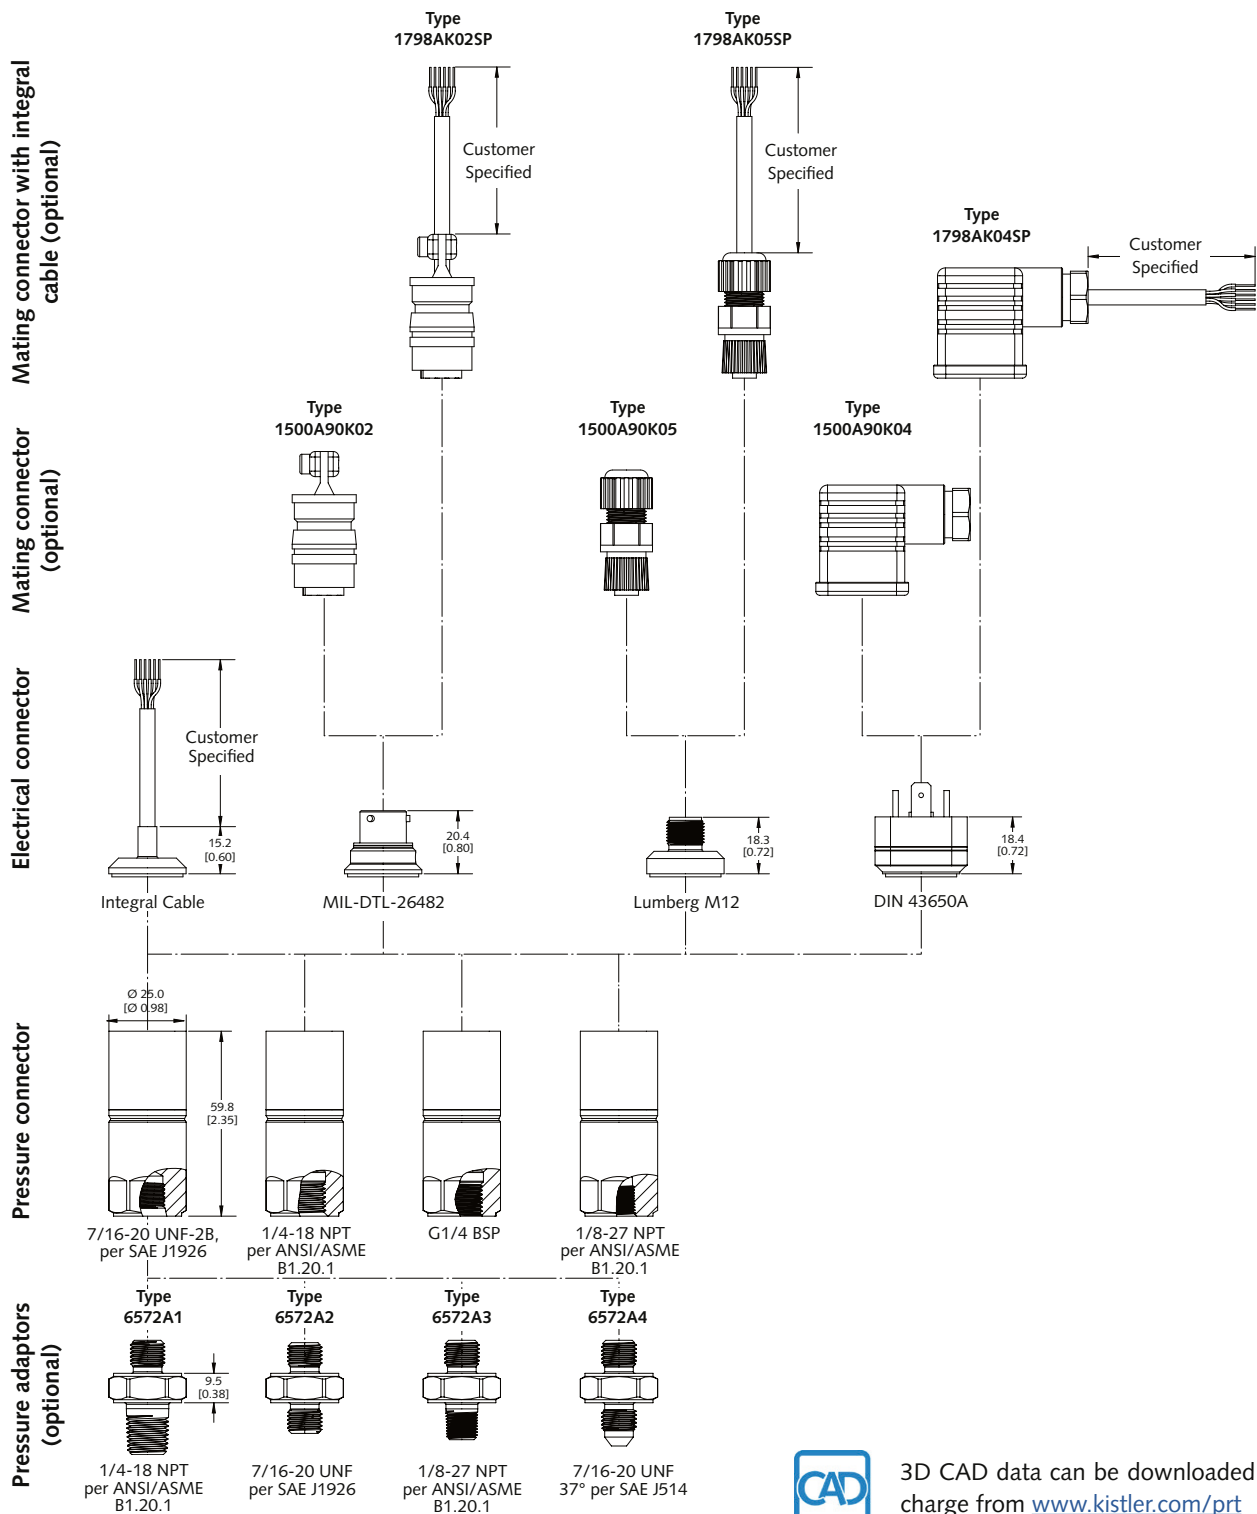 Type
1798AK02SP
Type
1798AK05SP
Mating connector with integral
cable (optional)
Customer
Specified
Customer
Specified
Type
1798AK04SP
Customer
Specified
Mating connector
(optional)
Type
1500A90K02
Type
1500A90K05
Type
1500A90K04
Electrical connector
Customer
Specified
15.2
[0.60]
20.4
[0.80]
18.3
[0.72]
18.4
[0.72]
Integral Cable
MIL-DTL-26482
Lumberg M12
DIN 43650A
Pressure connector
Ø 25.0
[Ø 0.98]
59.8
[2.35]
7/16-20 UNF-2B,
per SAE J1926
1/4-18 NPT
per ANSI/ASME
B1.20.1
G1/4 BSP
1/8-27 NPT
per ANSI/ASME
B1.20.1
Pressure adaptors
(optional)
Type
6572A1
Type
6572A2
Type
6572A3
Type
6572A4
9.5
[0.38]
1/4-18 NPT
per ANSI/ASME
B1.20.1
7/16-20 UNF
per SAE J1926
1/8-27 NPT
per ANSI/ASME
B1.20.1
7/16-20 UNF
37° per SAE J514
CAD
3D CAD data can be downloaded
charge from www.kistler.com/prt